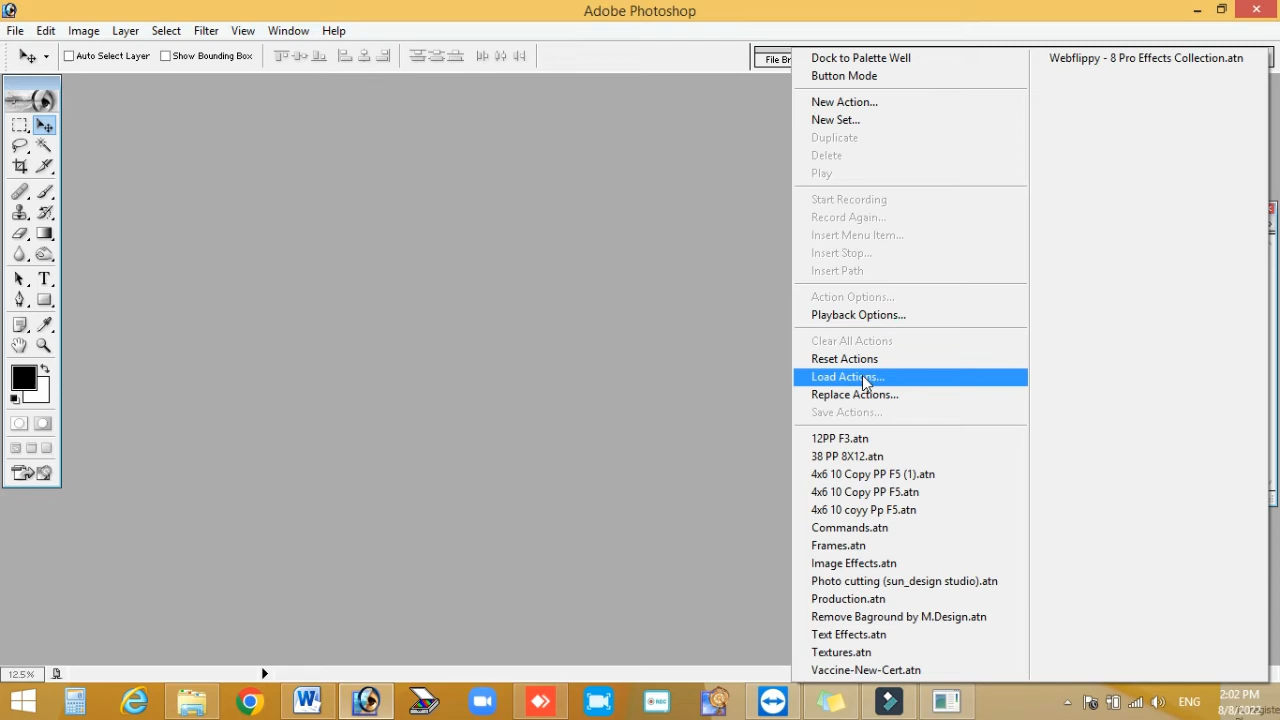 Adobe Photoshop
File Edit Image Layer Select Filter View Window Help
Auto Select Layer Show Bounding Box
File Br
Dock to Palette Well
Button Mode
New Action...
New Set...
Duplicate
Delete
Play
Start Recording
Record Again...
Insert Menu Item...
Insert Stop...
Insert Path
Action Options...
Playback Options...
Clear All Actions
Reset Actions
Load Actions...
Replace Actions...
Save Actions...
12PP F3.atn
38 PP 8X12.atn
4x6 10 Copy PP F5 (1).atn
4x6 10 Copy PP F5.atn
4x6 10 coyy Pp F5.atn
Commands.atn
Frames.atn
Image Effects.atn
Photo cutting (sun_design studio).atn
Production.atn
Remove Baground by M.Design.atn
Text Effects.atn
Textures.atn
Vaccine-New-Cert.atn
Webflippy - 8 Pro Effects Collection.atn
12.5%
ENG
2:02 PM
8/8/2022